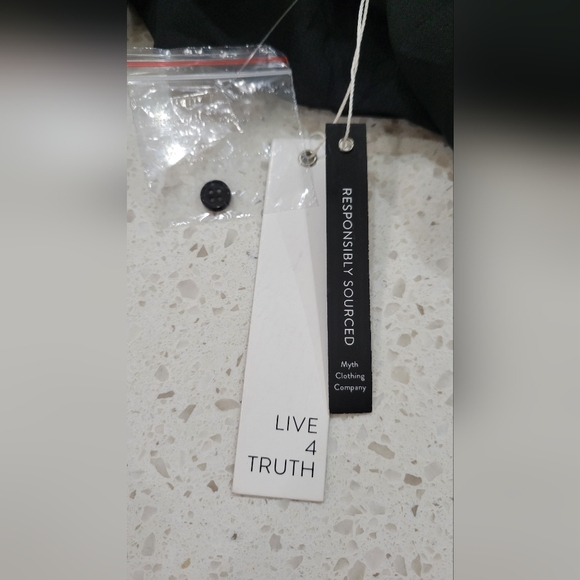 LIVE
4
TRUTH
RESPONSIBLY SOURCED
Myth
Clothing
Company